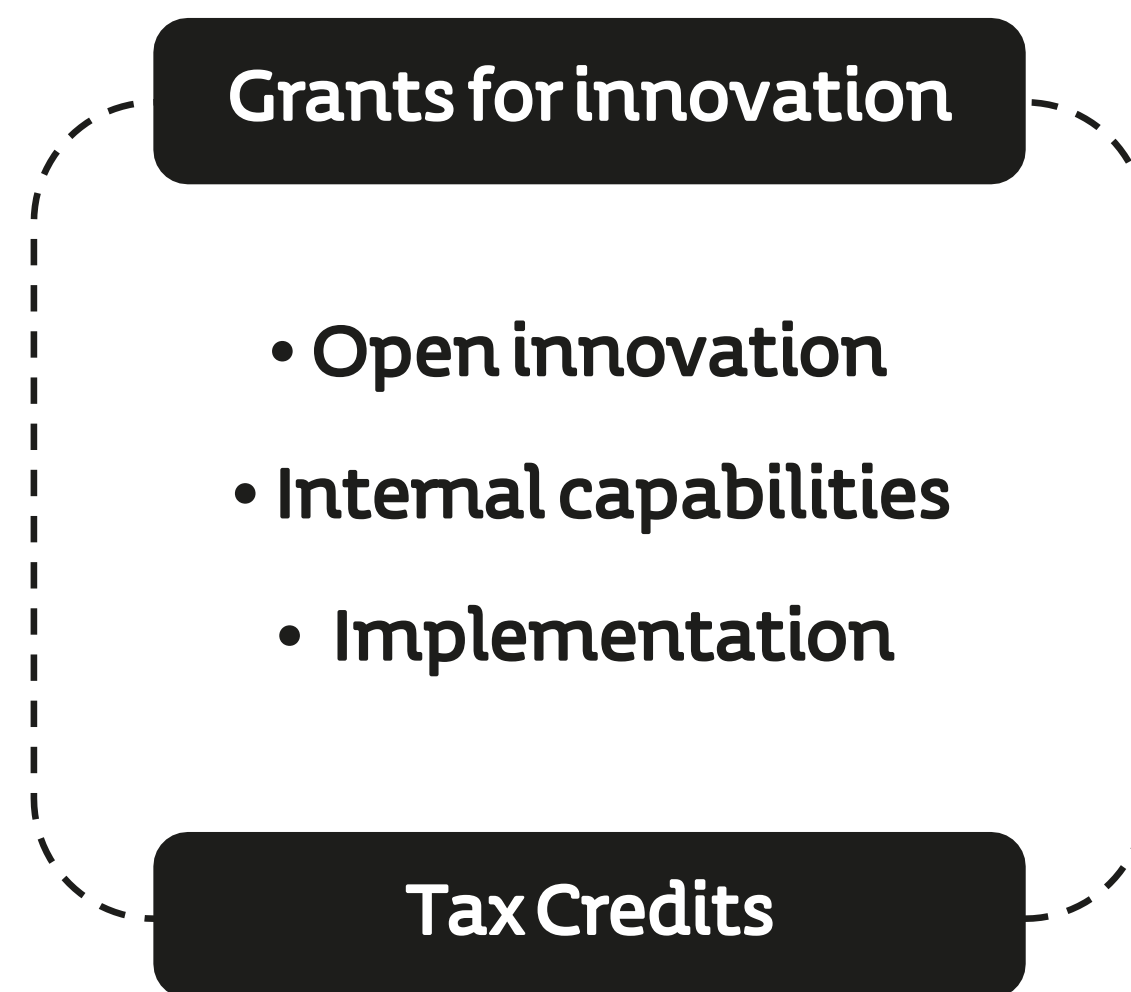 Grants for innovation
• Open innovation
• Internal capabilities
• Implementation
Tax Credits